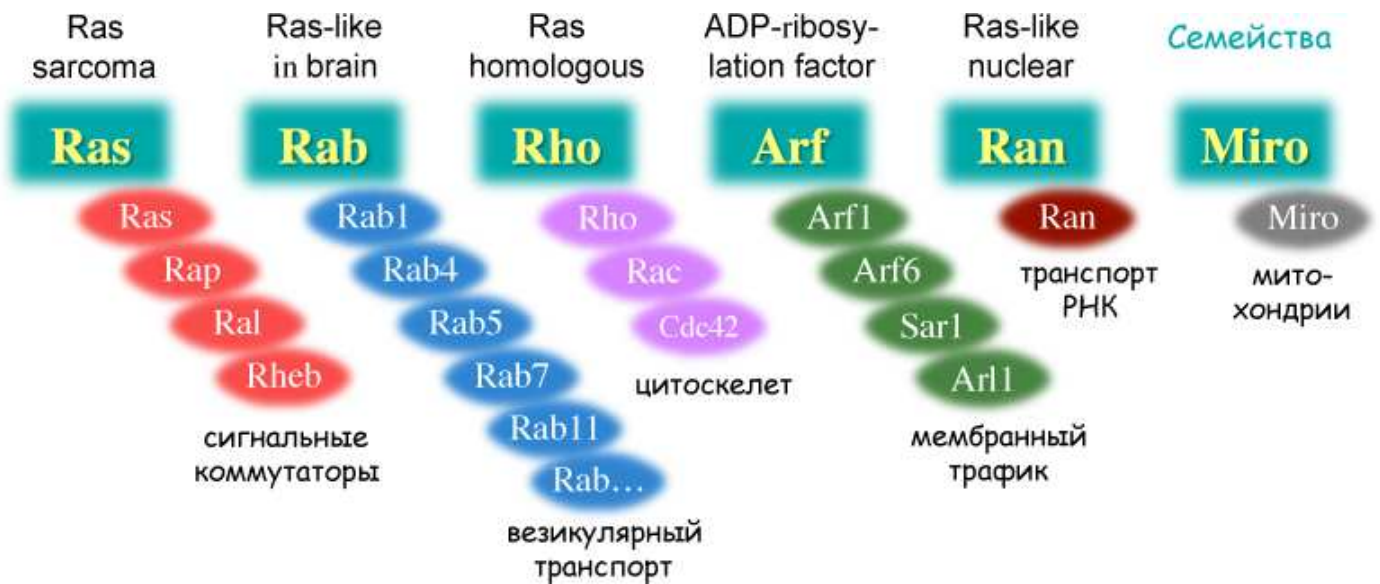 Ras
sarcoma
Ras-like
in brain
Ras
homologous
ADP-ribosy-
lation factor
Ras-like
nuclear
Семейства
Ras
Rab
Rho
Arf
Ran
Miro
Ras
Rap
Ral
Rheb
сигнальные
коммутаторы
Rab1
Rab4
Rab5
Rab7
Rab11
Rab...
везикулярный
транспорт
Rho
Rac
Cdc42
цитоскелет
Arf1
Arf6
Sar1
Arl1
мембранный
трафик
Ran
транспорт
РНК
Miro
мито-
хондрии